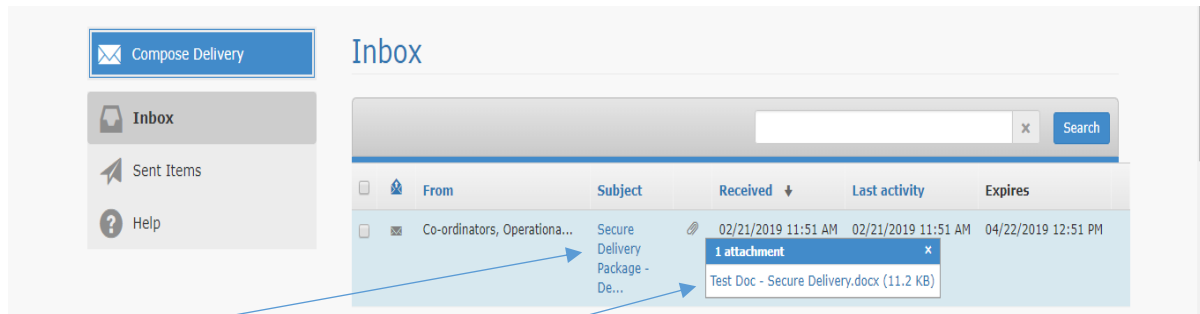 Compose Delivery
Inbox
Sent Items
Help
Inbox
x Search
From Subject Received Last activity Expires
Co-ordinators, Operationa... Secure 02/21/2019 11:51 AM 02/21/2019 11:51 AM 04/22/2019 12:51 PM
Delivery
Package -
De...
1 attachment x
Test Doc - Secure Delivery.docx (11.2 KB)